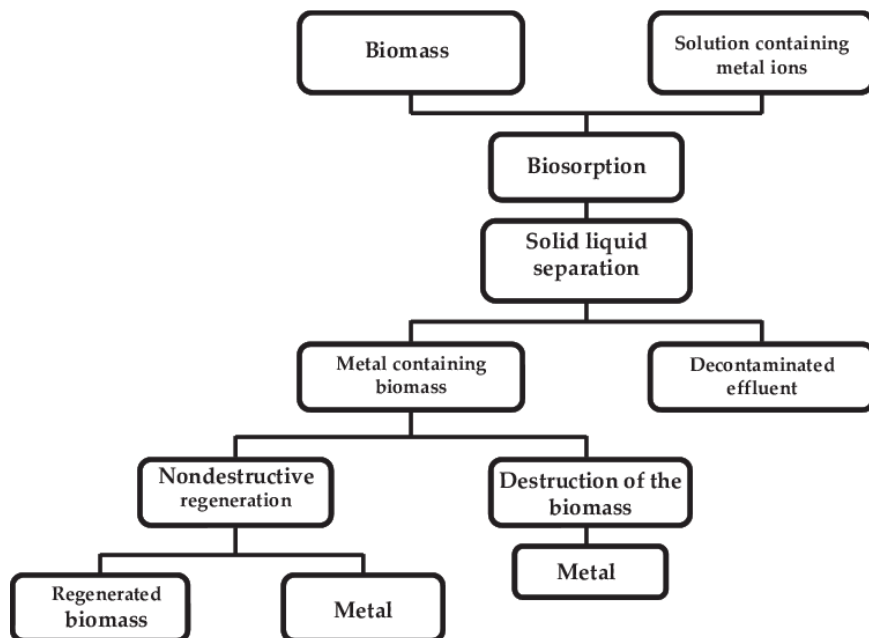 Biomass
Solution containing
metal ions
Biosorption
Solid liquid
separation
Metal containing
biomass
Decontaminated
effluent
Nondestructive
regeneration
Destruction of the
biomass
Regenerated
biomass
Metal
Metal